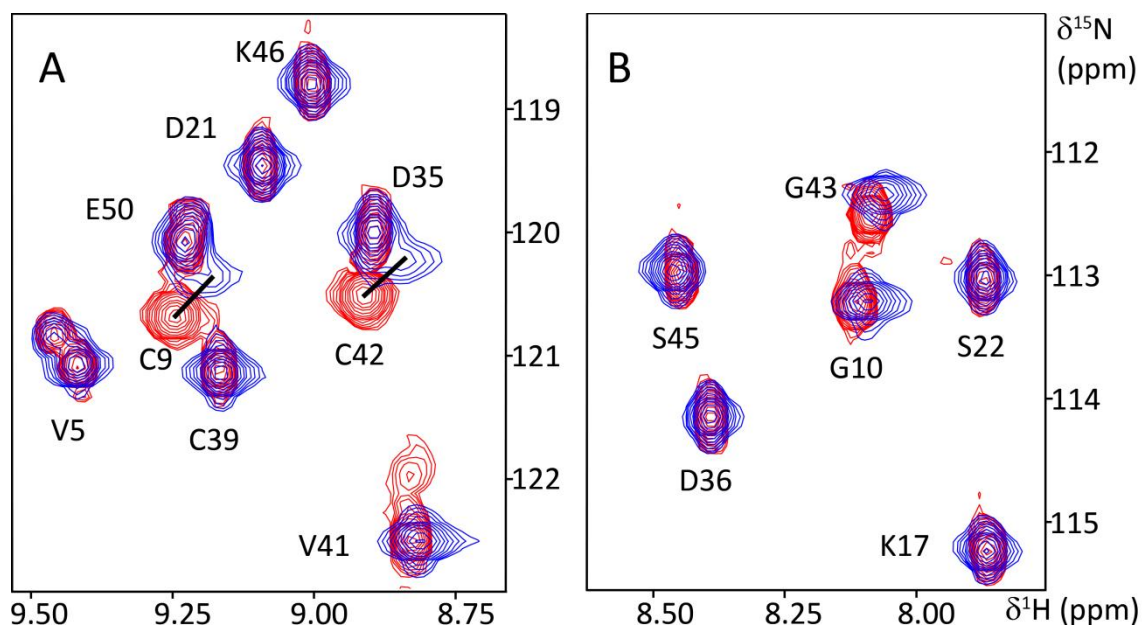 A
K46
D21
D35
E50
C9
C42
V5
C39
V41
119
120
121
122
9.50 9.25 9.00 8.75
B
G43
S45
G10
S22
D36
K17
δ¹⁵N
(ppm)
112
113
114
115
8.50 8.25 8.00 δ¹H (ppm)